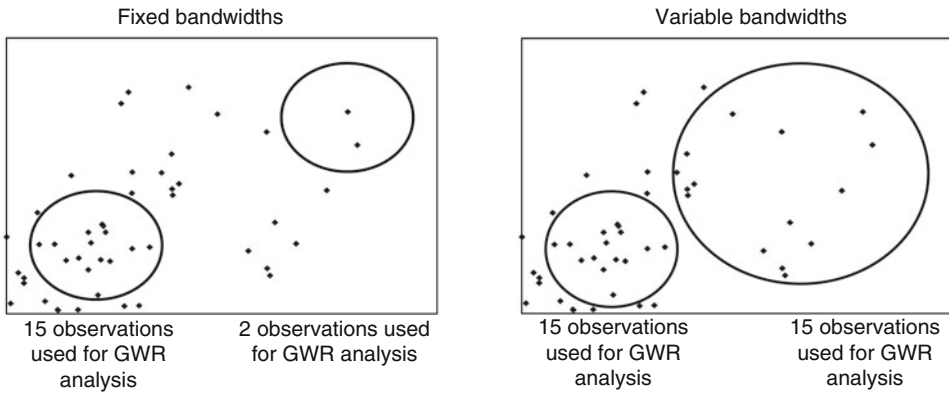 Fixed bandwidths
Variable bandwidths
15 observations
used for GWR
analysis
2 observations used
for GWR analysis
15 observations
used for GWR
analysis
15 observations
used for GWR
analysis